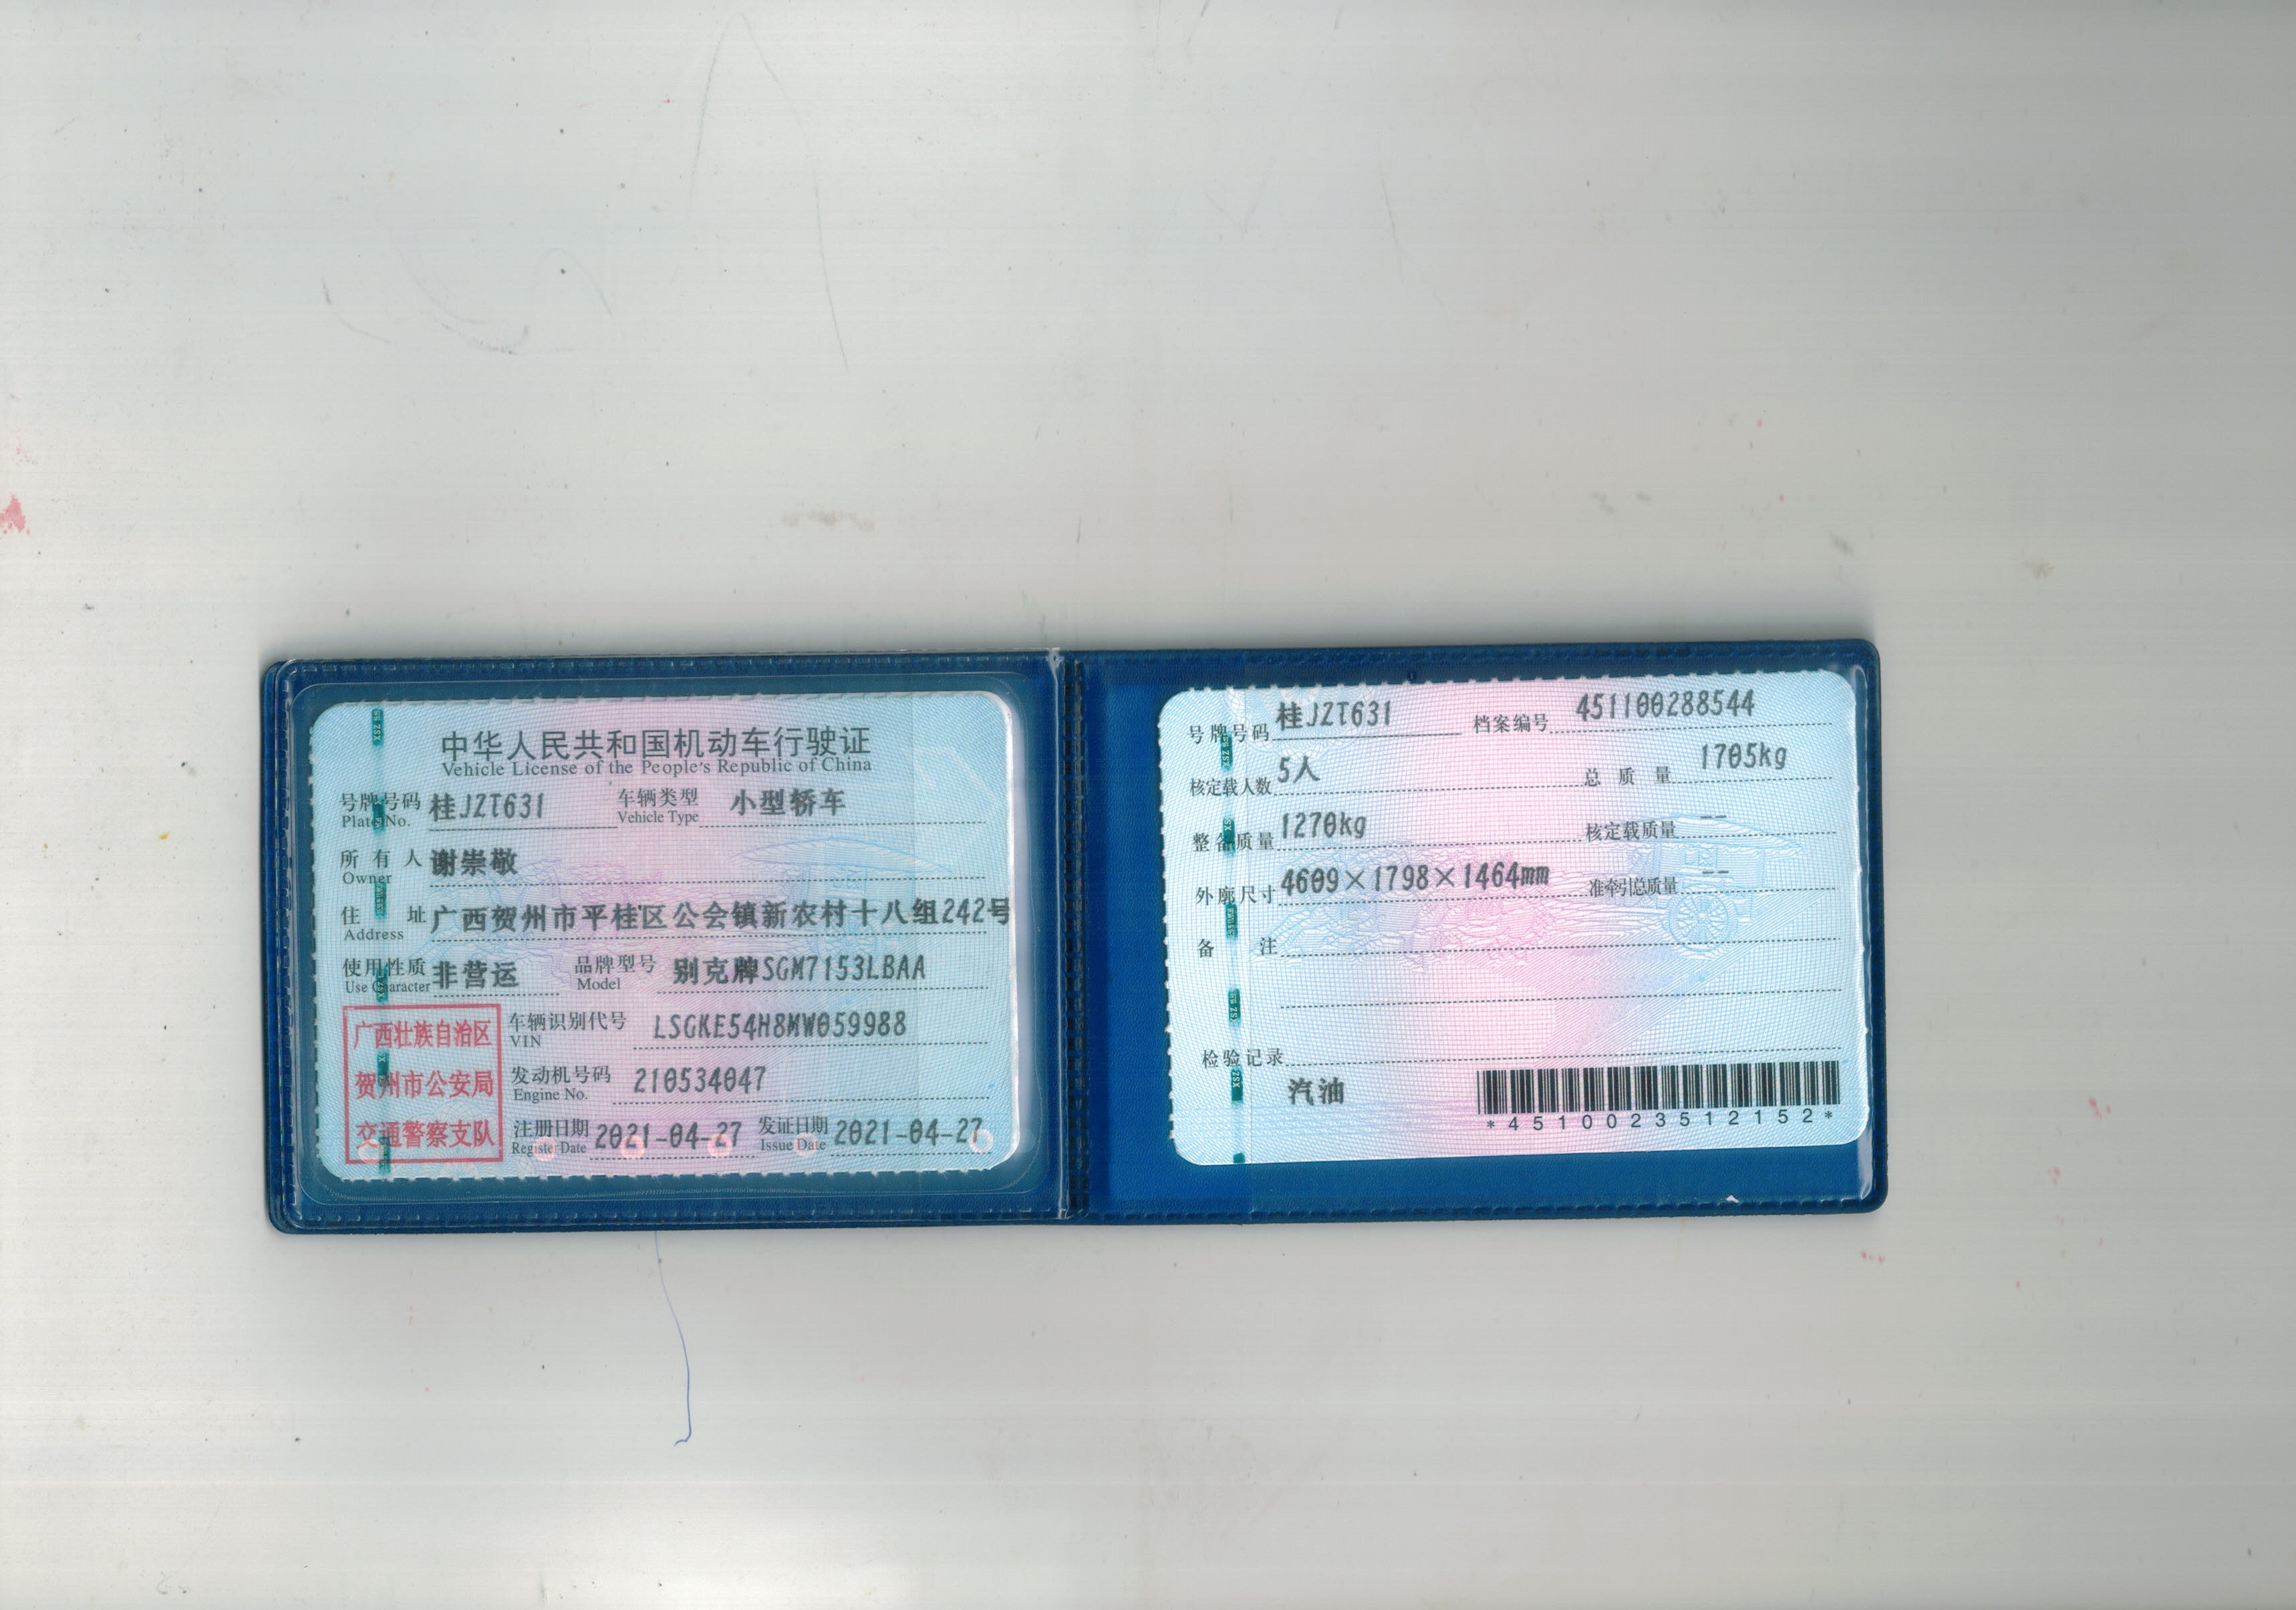 中华人民共和国机动车行驶证
Vehicle License of the People's Republic of China
号牌号码 桂JZT631 车辆类型 小型轿车
Plate No. Vehicle Type
所有人 谢崇敬
Owner
住址 广西贺州市平桂区公会镇新农村十八组242号
Address
使用性质 非营运 品牌型号 别克牌SGM7153LBAA
Use Character Model
广西壮族自治区
贺州市公安局
交通警察支队
车辆识别代号 LSGKE54H8MW059988
VIN
发动机号码 210534047
Engine No.
注册日期 2021-04-27 发证日期 2021-04-27
Register Date Issue Date
号牌号码 桂JZT631 档案编号 451100288544
核定载人数 5人 总质量 1705kg
整备质量 1270kg 核定载质量 --
外廓尺寸 4609×1798×1464mm 准牵引总质量 --
备注
检验记录
汽油
*4510023512152*